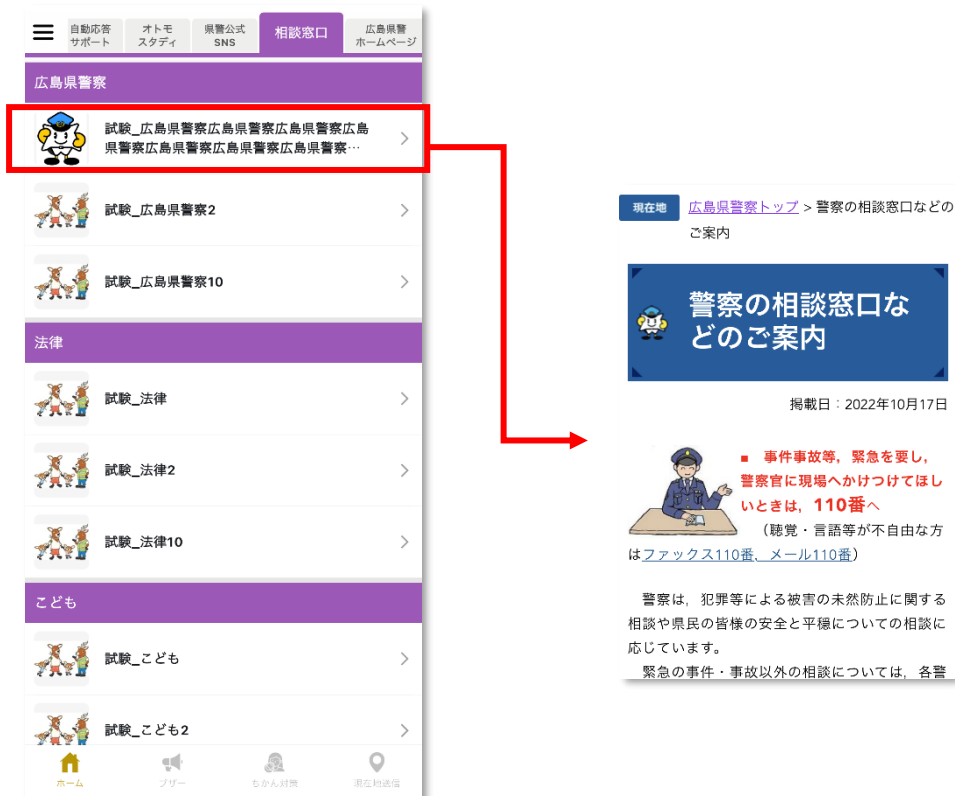 自動応答
サポート
オトモ
スタディ
県警公式
SNS
相談窓口
広島県警
ホームページ
広島県警察
試験_広島県警察広島県警察広島県警察広島
県警察広島県警察広島県警察広島県警察…
試験_広島県警察2
試験_広島県警察10
法律
試験_法律
試験_法律2
試験_法律10
こども
試験_こども
試験_こども2
ホーム
ブザー
ちかん対策
現在地送信
現在地 広島県警察トップ > 警察の相談窓口などの
ご案内
警察の相談窓口な
どのご案内
掲載日：2022年10月17日
■ 事件事故等，緊急を要し，
警察官に現場へかけつけてほし
いときは，110番へ
（聴覚・言語等が不自由な方
はファックス110番、メール110番）
警察は，犯罪等による被害の未然防止に関する
相談や県民の皆様の安全と平穏についての相談に
応じています。
緊急の事件・事故以外の相談については，各警